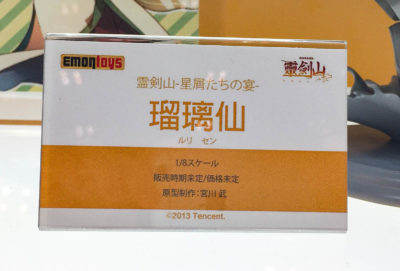 EMONTOYS
霊剣山
霊剣山-星屑たちの宴-
瑠璃仙
ルリ セン
1/8スケール
販売時期未定/価格未定
原型制作:宮川 武
©2013 Tencent.